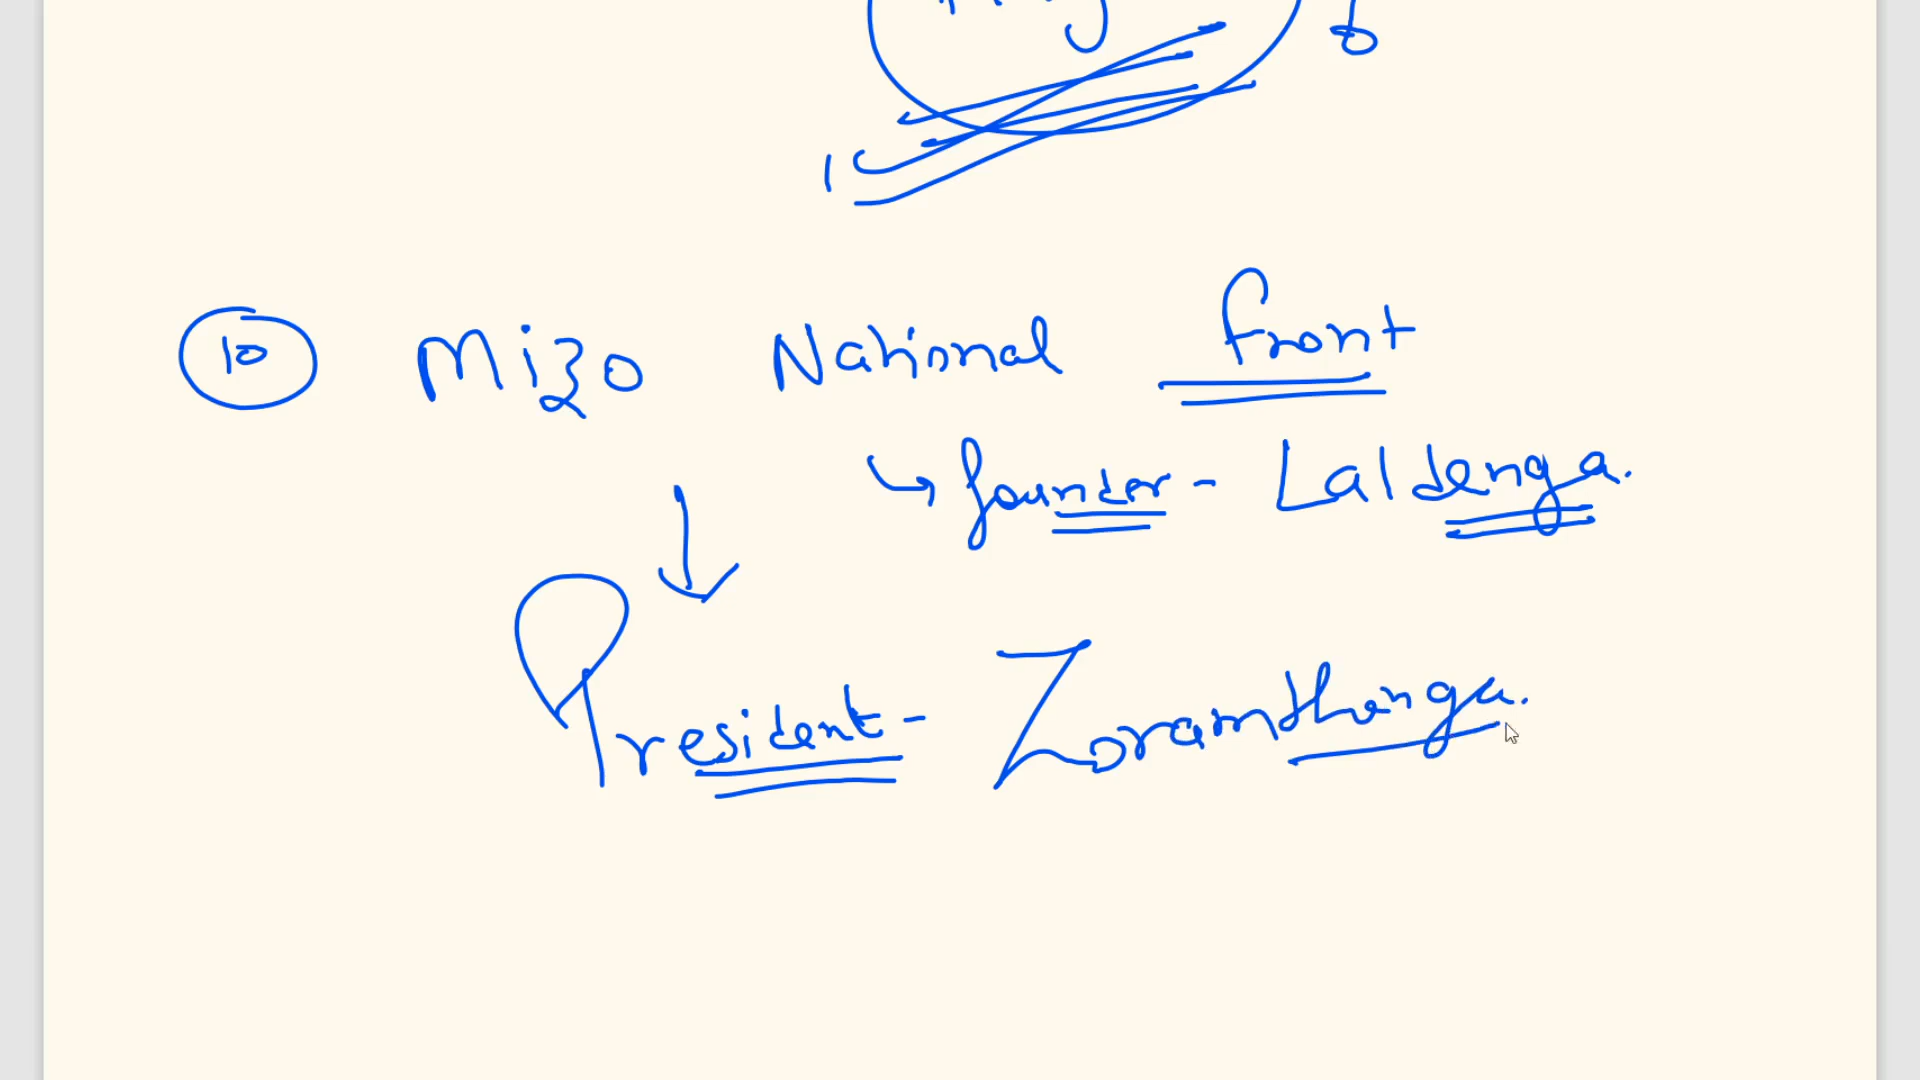 10 Mizo National Front
founder - Laldenga.
President - Zoramthanga.